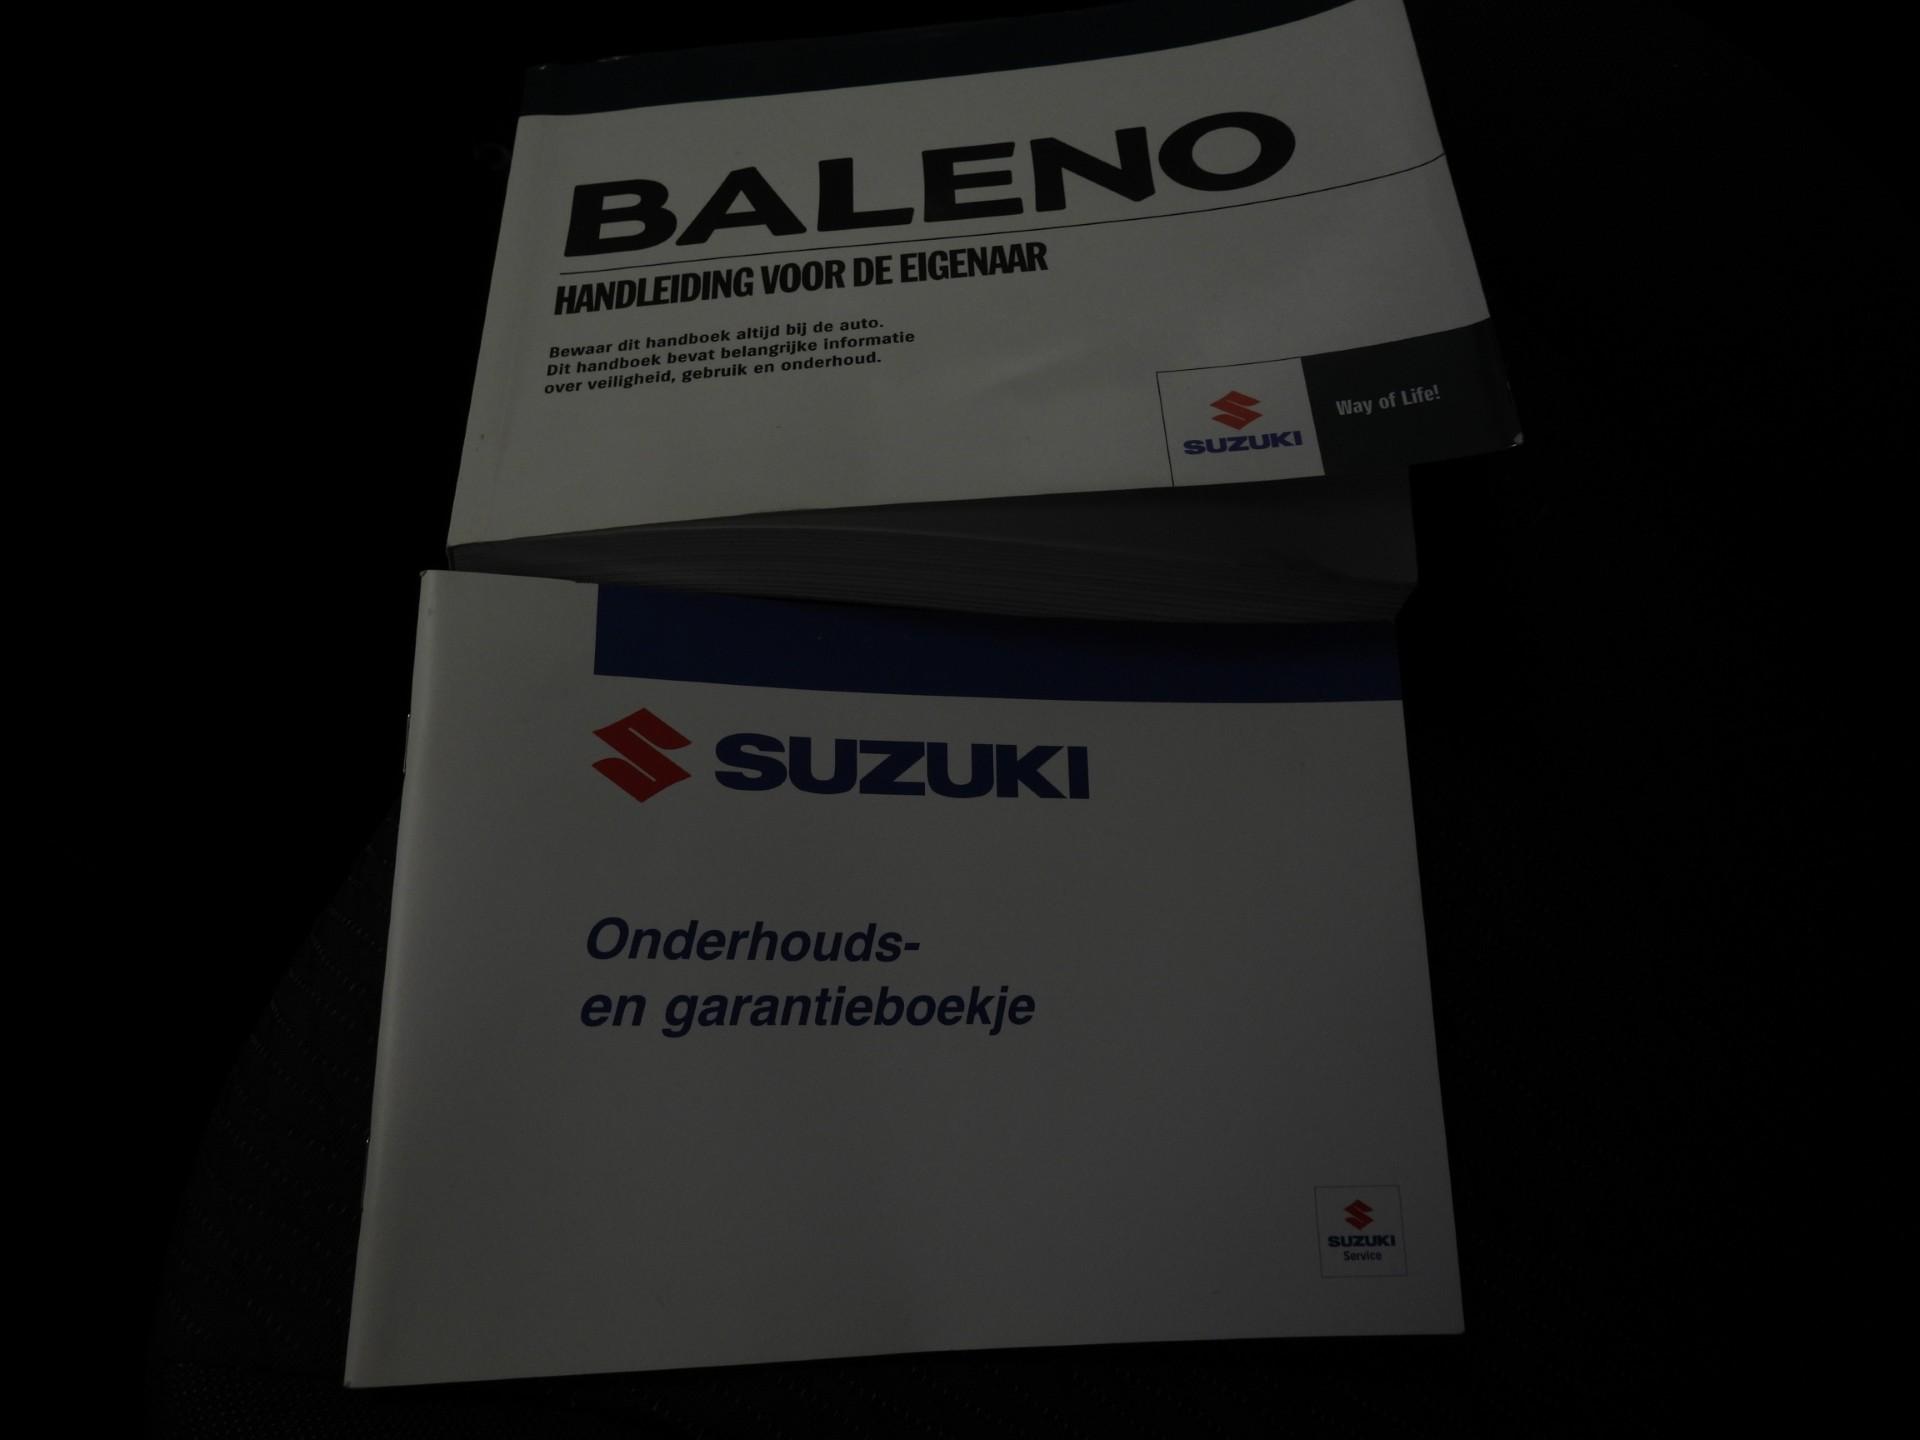 BALENO
HANDLEIDING VOOR DE EIGENAAR
Bewaar dit handboek altijd bij de auto.
Dit handboek bevat belangrijke informatie
over veiligheid, gebruik en onderhoud.
SUZUKI
Way of Life!
SUZUKI
Onderhouds-
en garantieboekje
SUZUKI
Service